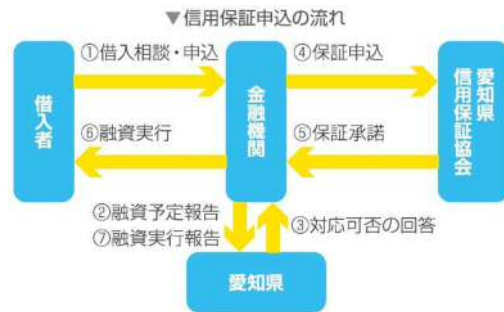 ▼信用保証申込の流れ
①借入相談・申込
④保証申込
借入者
金融機関
愛知県
信用保証協会
⑥融資実行
⑤保証承諾
②融資予定報告
⑦融資実行報告
③対応可否の回答
愛知県